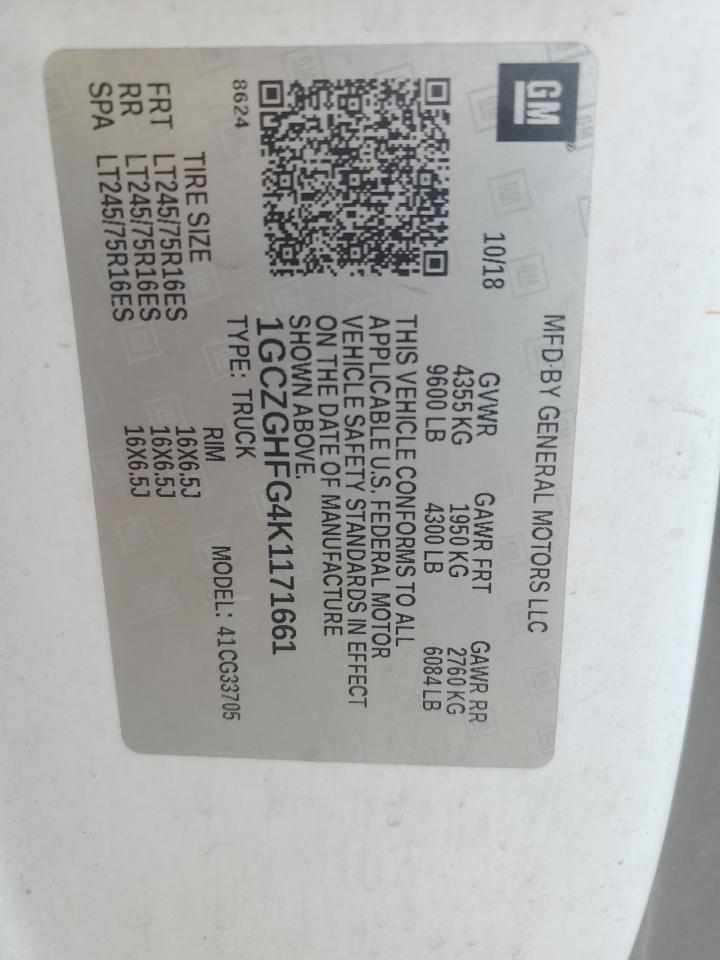 GM
MFD BY GENERAL MOTORS LLC
10/18
GVWR GAWR FRT GAWR RR
4355 KG 1950 KG 2760 KG
9600 LB 4300 LB 6084 LB
THIS VEHICLE CONFORMS TO ALL
APPLICABLE U.S. FEDERAL MOTOR
VEHICLE SAFETY STANDARDS IN EFFECT
ON THE DATE OF MANUFACTURE
SHOWN ABOVE.
1GCZGHFG4K1171661
8624
TYPE: TRUCK MODEL: 41CG33705
TIRE SIZE RIM
FRT LT245/75R16ES 16X6.5J
RR LT245/75R16ES 16X6.5J
SPA LT245/75R16ES 16X6.5J